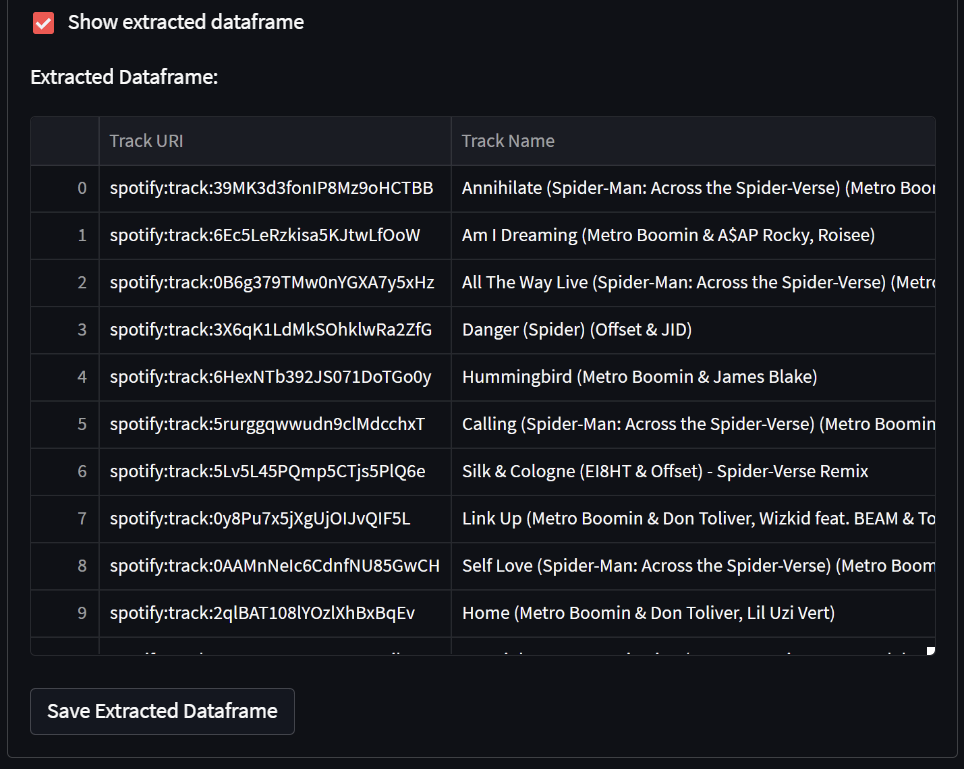 Show extracted dataframe
Extracted Dataframe:
Track URI Track Name
0 spotify:track:39MK3d3fonIP8Mz9oHCTBB Annihilate (Spider-Man: Across the Spider-Verse) (Metro Boo
1 spotify:track:6Ec5LeRzkisa5KJtwLfOoW Am I Dreaming (Metro Boomin & A$AP Rocky, Roisee)
2 spotify:track:0B6g379TMw0nYGXA7y5xHz All The Way Live (Spider-Man: Across the Spider-Verse) (Metr
3 spotify:track:3X6qK1LdMkSOhklwRa2ZfG Danger (Spider) (Offset & JID)
4 spotify:track:6HexNTb392JS071DoTGo0y Hummingbird (Metro Boomin & James Blake)
5 spotify:track:5rurggqwwudn9clMdcchxT Calling (Spider-Man: Across the Spider-Verse) (Metro Boomin
6 spotify:track:5Lv5L45PQmp5CTjs5PlQ6e Silk & Cologne (EI8HT & Offset) - Spider-Verse Remix
7 spotify:track:0y8Pu7x5jXgUjOIJvQIF5L Link Up (Metro Boomin & Don Toliver, Wizkid feat. BEAM & To
8 spotify:track:0AAMnNeIc6CdnfNU85GwCH Self Love (Spider-Man: Across the Spider-Verse) (Metro Boom
9 spotify:track:2qlBAT108lYOzlXhBxBqEv Home (Metro Boomin & Don Toliver, Lil Uzi Vert)
Save Extracted Dataframe